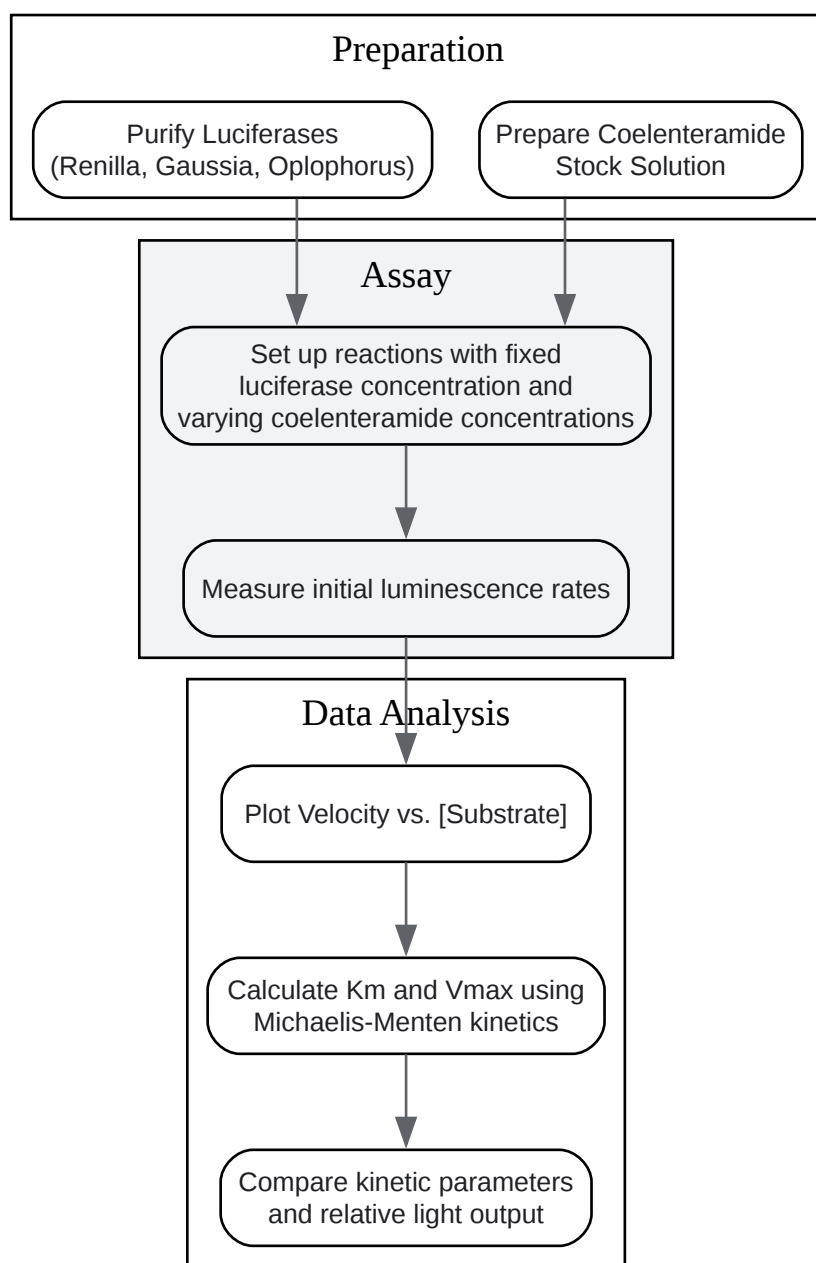 Preparation
Purify Luciferases
(Renilla, Gaussia, Oplophorus)
Prepare Coelenteramide
Stock Solution
Assay
Set up reactions with fixed
luciferase concentration and
varying coelenteramide concentrations
Measure initial luminescence rates
Data Analysis
Plot Velocity vs. [Substrate]
Calculate Km and Vmax using
Michaelis-Menten kinetics
Compare kinetic parameters
and relative light output